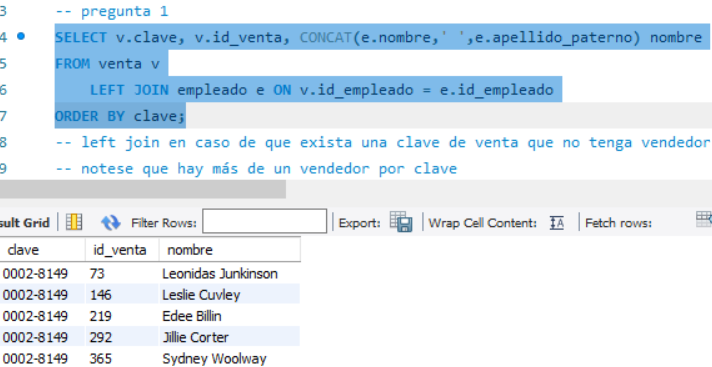 3 -- pregunta 1
4 SELECT v.clave, v.id_venta, CONCAT(e.nombre,' ',e.apellido_paterno) nombre
5 FROM venta v
6 LEFT JOIN empleado e ON v.id_empleado = e.id_empleado
7 ORDER BY clave;
8 -- left join en caso de que exista una clave de venta que no tenga vendedor
9 -- notese que hay más de un vendedor por clave
sult Grid Filter Rows: Export: Wrap Cell Content: Fetch rows:
clave id_venta nombre
0002-8149 73 Leonidas Junkinson
0002-8149 146 Leslie Cuvley
0002-8149 219 Edee Billin
0002-8149 292 Jillie Corter
0002-8149 365 Sydney Woolway